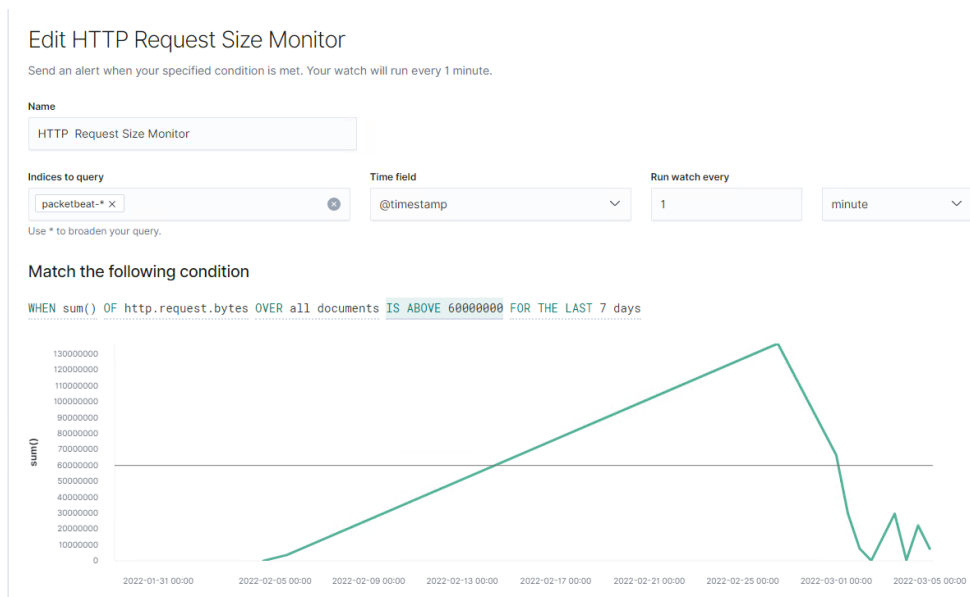 Edit HTTP Request Size Monitor
Send an alert when your specified condition is met. Your watch will run every 1 minute.
Name
HTTP  Request Size Monitor
Indices to query
Time field
Run watch every
packetbeat-* ×
@timestamp
1
minute
Use * to broaden your query.
Match the following condition
WHEN sum() OF http.request.bytes OVER all documents IS ABOVE 60000000 FOR THE LAST 7 days
sum()
130000000
120000000
110000000
100000000
90000000
80000000
70000000
60000000
50000000
40000000
30000000
20000000
10000000
0
2022-01-31 00:00
2022-02-05 00:00
2022-02-09 00:00
2022-02-13 00:00
2022-02-17 00:00
2022-02-21 00:00
2022-02-25 00:00
2022-03-01 00:00
2022-03-05 00:00